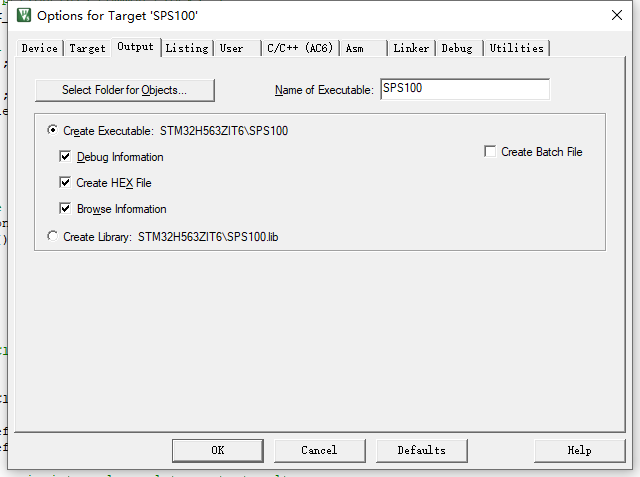 Options for Target 'SPS100'
Device Target Output Listing User C/C++ (AC6) Asm Linker Debug Utilities
Select Folder for Objects... Name of Executable: SPS100
Create Executable: STM32H563ZIT6\SPS100
Debug Information Create Batch File
Create HEX File
Browse Information
Create Library: STM32H563ZIT6\SPS100.lib
OK Cancel Defaults Help